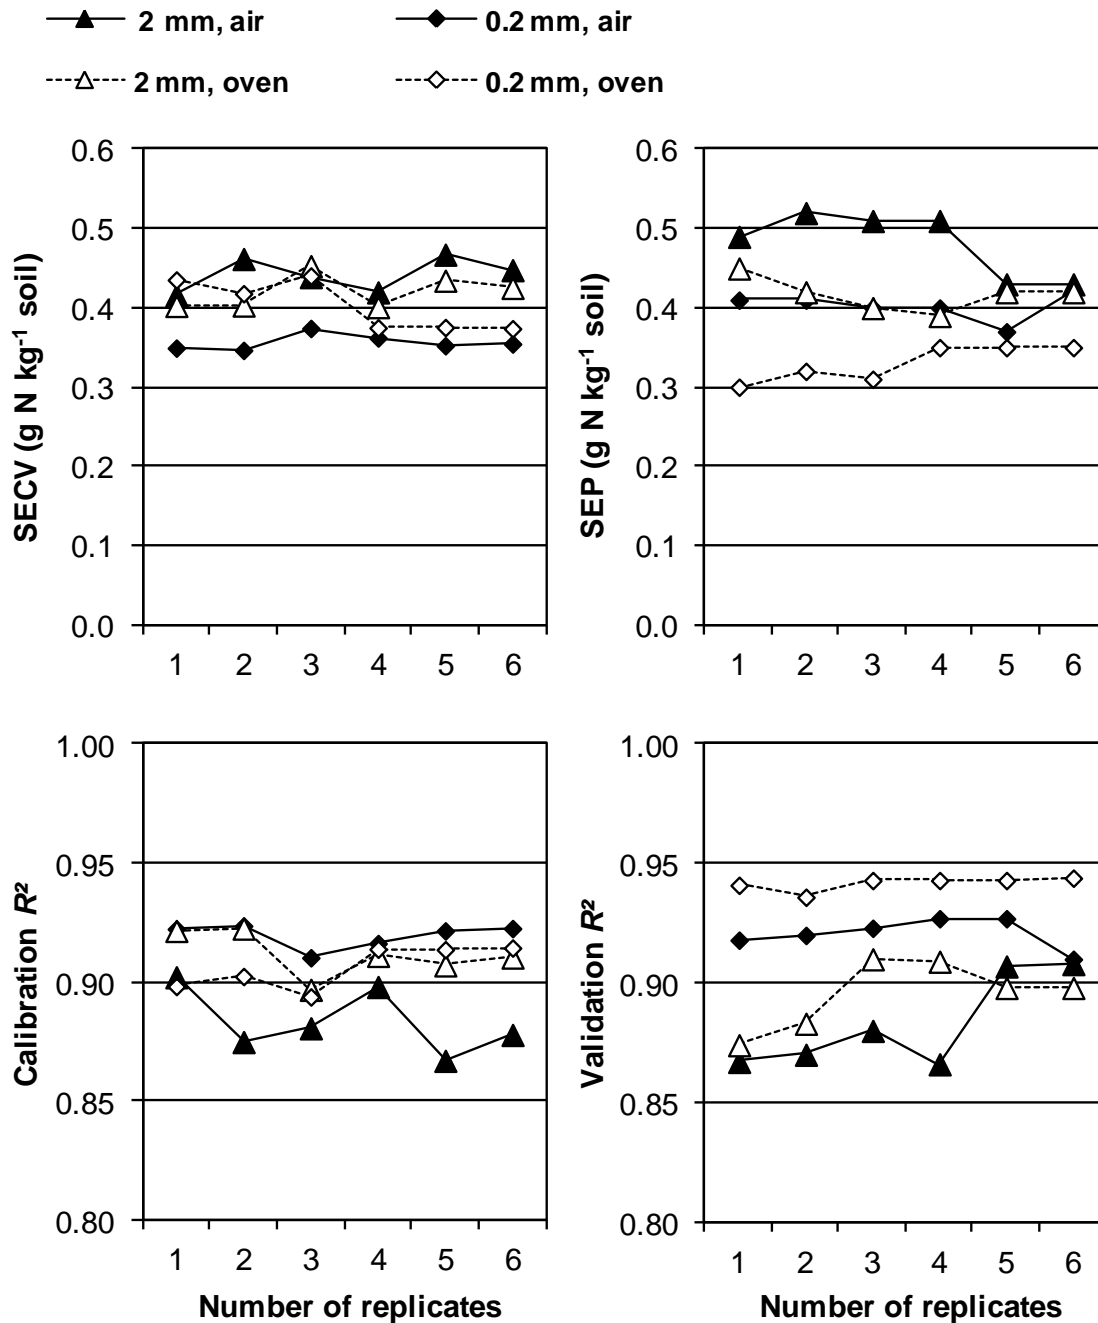 2 mm, air
0.2 mm, air
2 mm, oven
0.2 mm, oven
SECV (g N kg⁻¹ soil)
0.6
0.5
0.4
0.3
0.2
0.1
0.0
1 2 3 4 5 6
SEP (g N kg⁻¹ soil)
0.6
0.5
0.4
0.3
0.2
0.1
0.0
1 2 3 4 5 6
Calibration R²
1.00
0.95
0.90
0.85
0.80
1 2 3 4 5 6
Number of replicates
Validation R²
1.00
0.95
0.90
0.85
0.80
1 2 3 4 5 6
Number of replicates